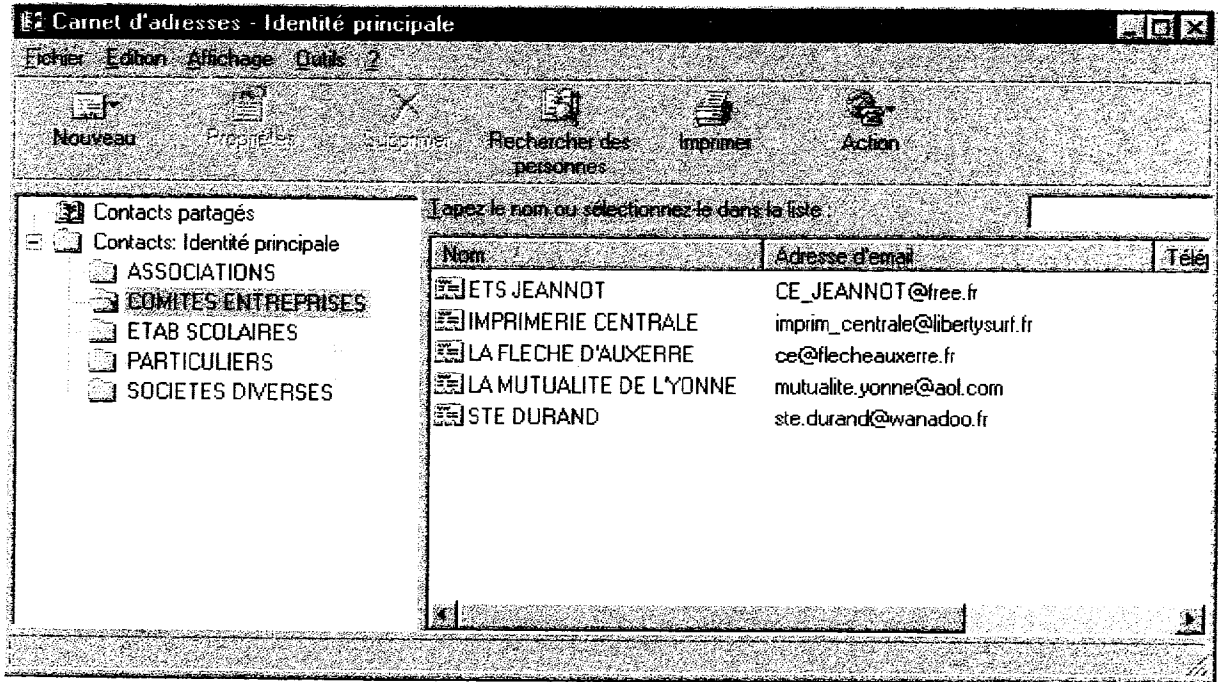 Carnet d'adresses - Identité principale
Fichier Edition Affichage Outils ?
Nouveau Propriétés Supprimer Rechercher des personnes Imprimer Action
Contacts partagés
Contacts: Identité principale
ASSOCIATIONS
COMITES ENTREPRISES
ETAB SCOLAIRES
PARTICULIERS
SOCIETES DIVERSES
Tapez le nom ou sélectionnez-le dans la liste :
Nom Adresse d'email Télép
ETS JEANNOT CE_JEANNOT@free.fr
IMPRIMERIE CENTRALE imprim_centrale@libertysurf.fr
LA FLECHE D'AUXERRE ce@flecheauxerre.fr
LA MUTUALITE DE L'YONNE mutualite.yonne@aol.com
STE DURAND ste.durand@wanadoo.fr